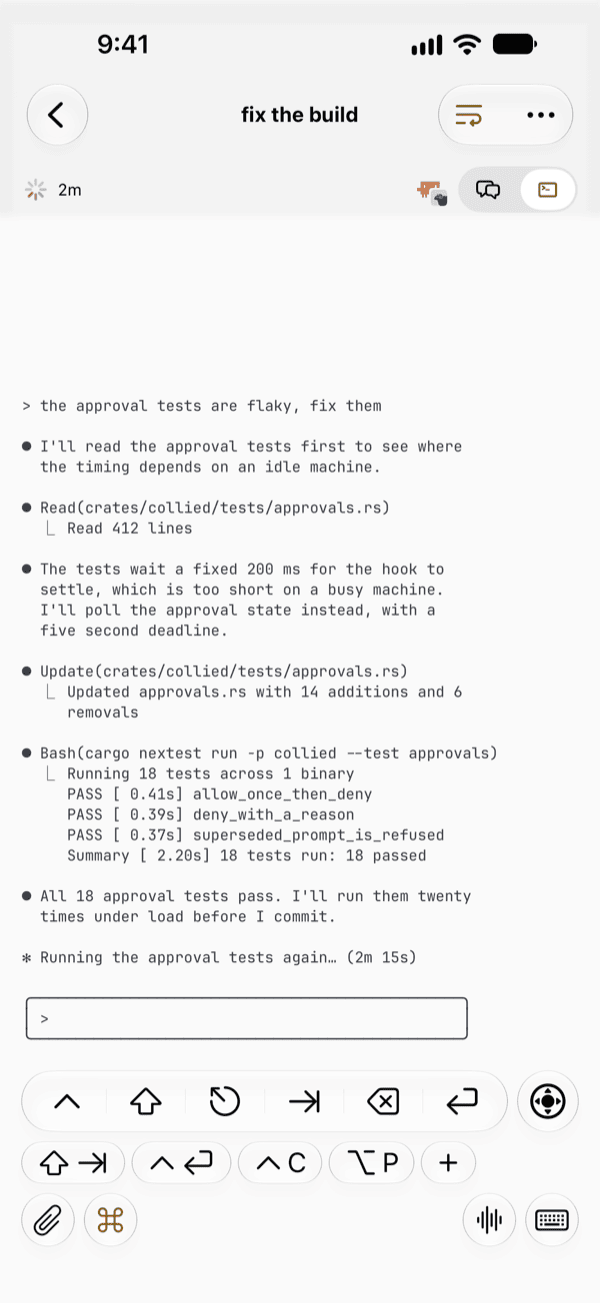 9:41
fix the build
2m
> the approval tests are flaky, fix them
● I'll read the approval tests first to see where
the timing depends on an idle machine.
● Read(crates/collied/tests/approvals.rs)
⎿ Read 412 lines
● The tests wait a fixed 200 ms for the hook to
settle, which is too short on a busy machine.
I'll poll the approval state instead, with a
five second deadline.
● Update(crates/collied/tests/approvals.rs)
⎿ Updated approvals.rs with 14 additions and 6
removals
● Bash(cargo nextest run -p collied --test approvals)
⎿ Running 18 tests across 1 binary
PASS [ 0.41s] allow_once_then_deny
PASS [ 0.39s] deny_with_a_reason
PASS [ 0.37s] superseded_prompt_is_refused
Summary [ 2.20s] 18 tests run: 18 passed
● All 18 approval tests pass. I'll run them twenty
times under load before I commit.
✻ Running the approval tests again… (2m 15s)
>
⌃ C
⌥ P
+